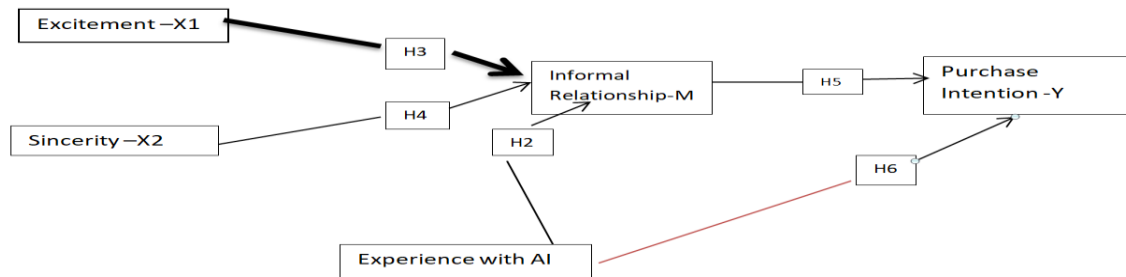 Excitement –X1
H3
Informal
Relationship-M
H5
Purchase
Intention -Y
H4
Sincerity –X2
H2
H6
Experience with AI